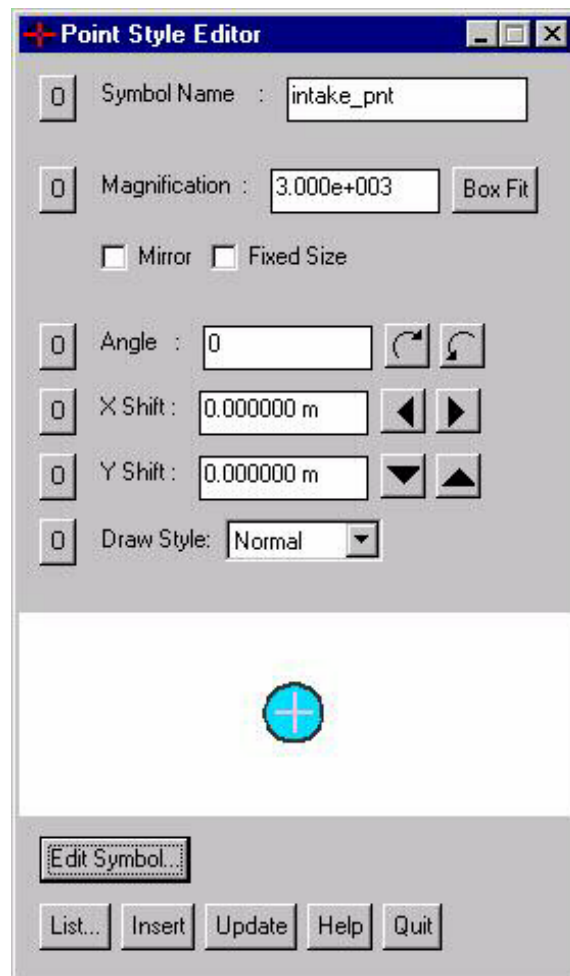 Point Style Editor
0 Symbol Name : intake_pnt
0 Magnification : 3.000e+003 Box Fit
Mirror Fixed Size
0 Angle : 0
0 X Shift : 0.000000 m
0 Y Shift : 0.000000 m
0 Draw Style: Normal
Edit Symbol...
List... Insert Update Help Quit